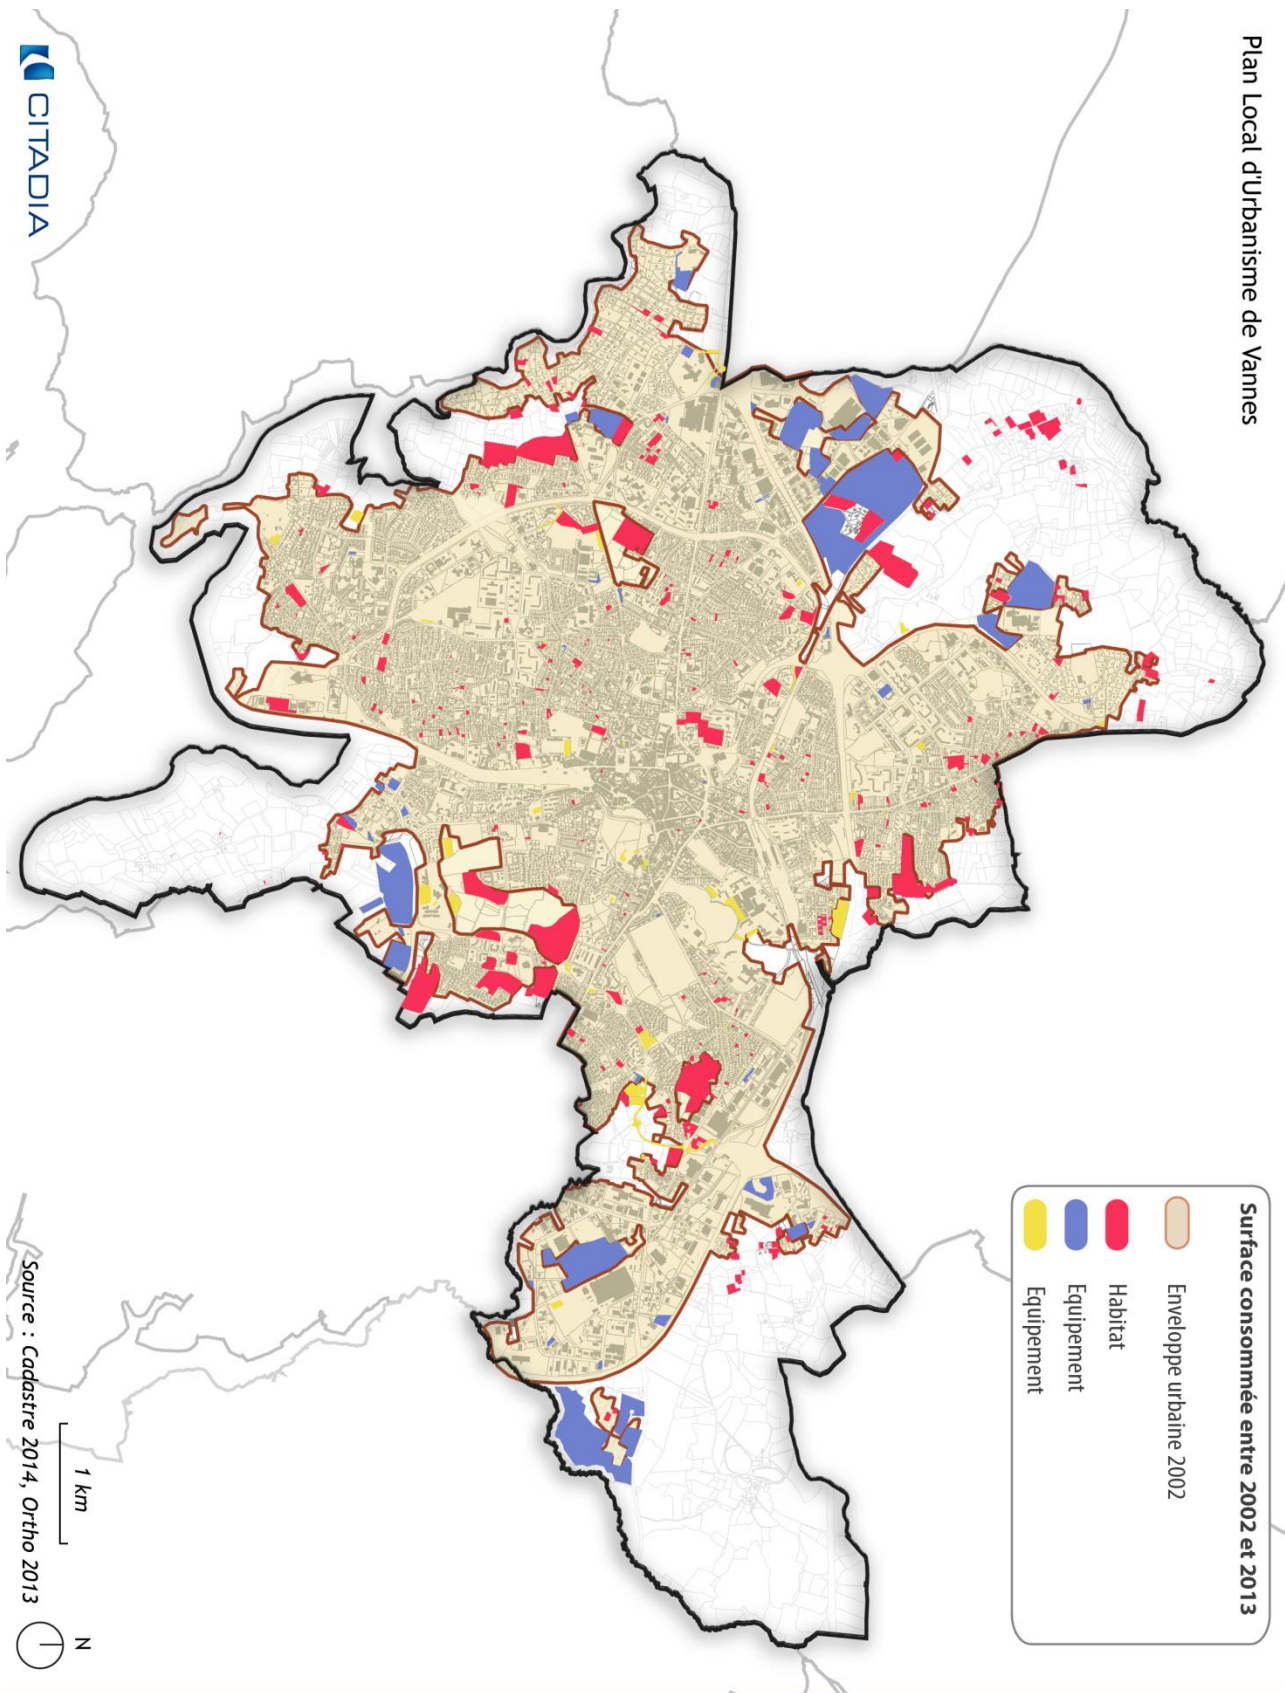 Plan Local d'Urbanisme de Vannes
Surface consommée entre 2002 et 2013
Enveloppe urbaine 2002
Habitat
Equipement
Equipement
CITADIA
1 km
N
Source : Cadastre 2014, Ortho 2013